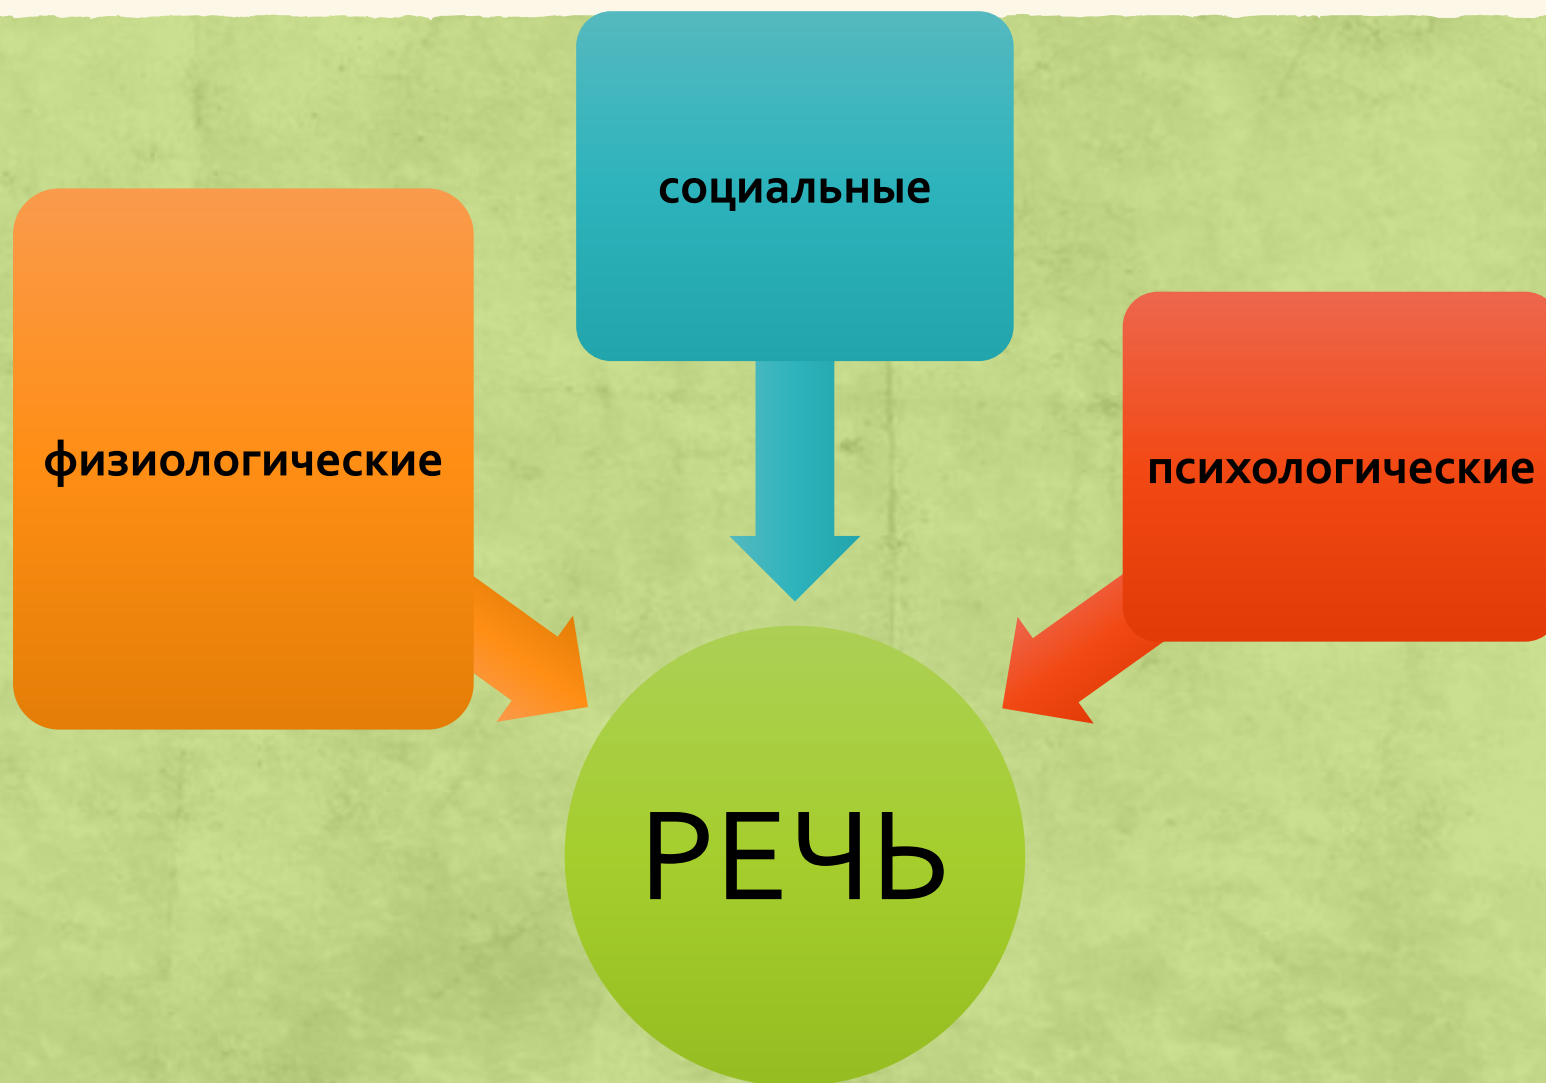 социальные
физиологические
психологические
РЕЧЬ